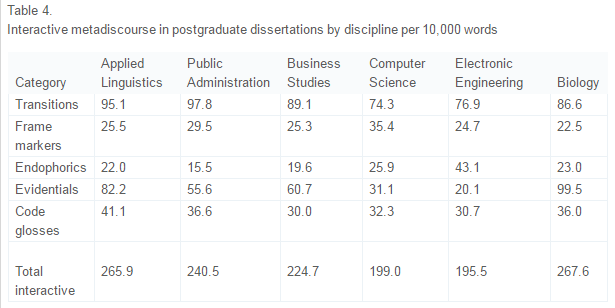 Table 4.
Interactive metadiscourse in postgraduate dissertations by discipline per 10,000 words
Applied Public Business Computer Electronic
Category Linguistics Administration Studies Science Engineering Biology
Transitions 95.1 97.8 89.1 74.3 76.9 86.6
Frame 25.5 29.5 25.3 35.4 24.7 22.5
markers
Endophorics 22.0 15.5 19.6 25.9 43.1 23.0
Evidentials 82.2 55.6 60.7 31.1 20.1 99.5
Code 41.1 36.6 30.0 32.3 30.7 36.0
glosses
Total 265.9 240.5 224.7 199.0 195.5 267.6
interactive